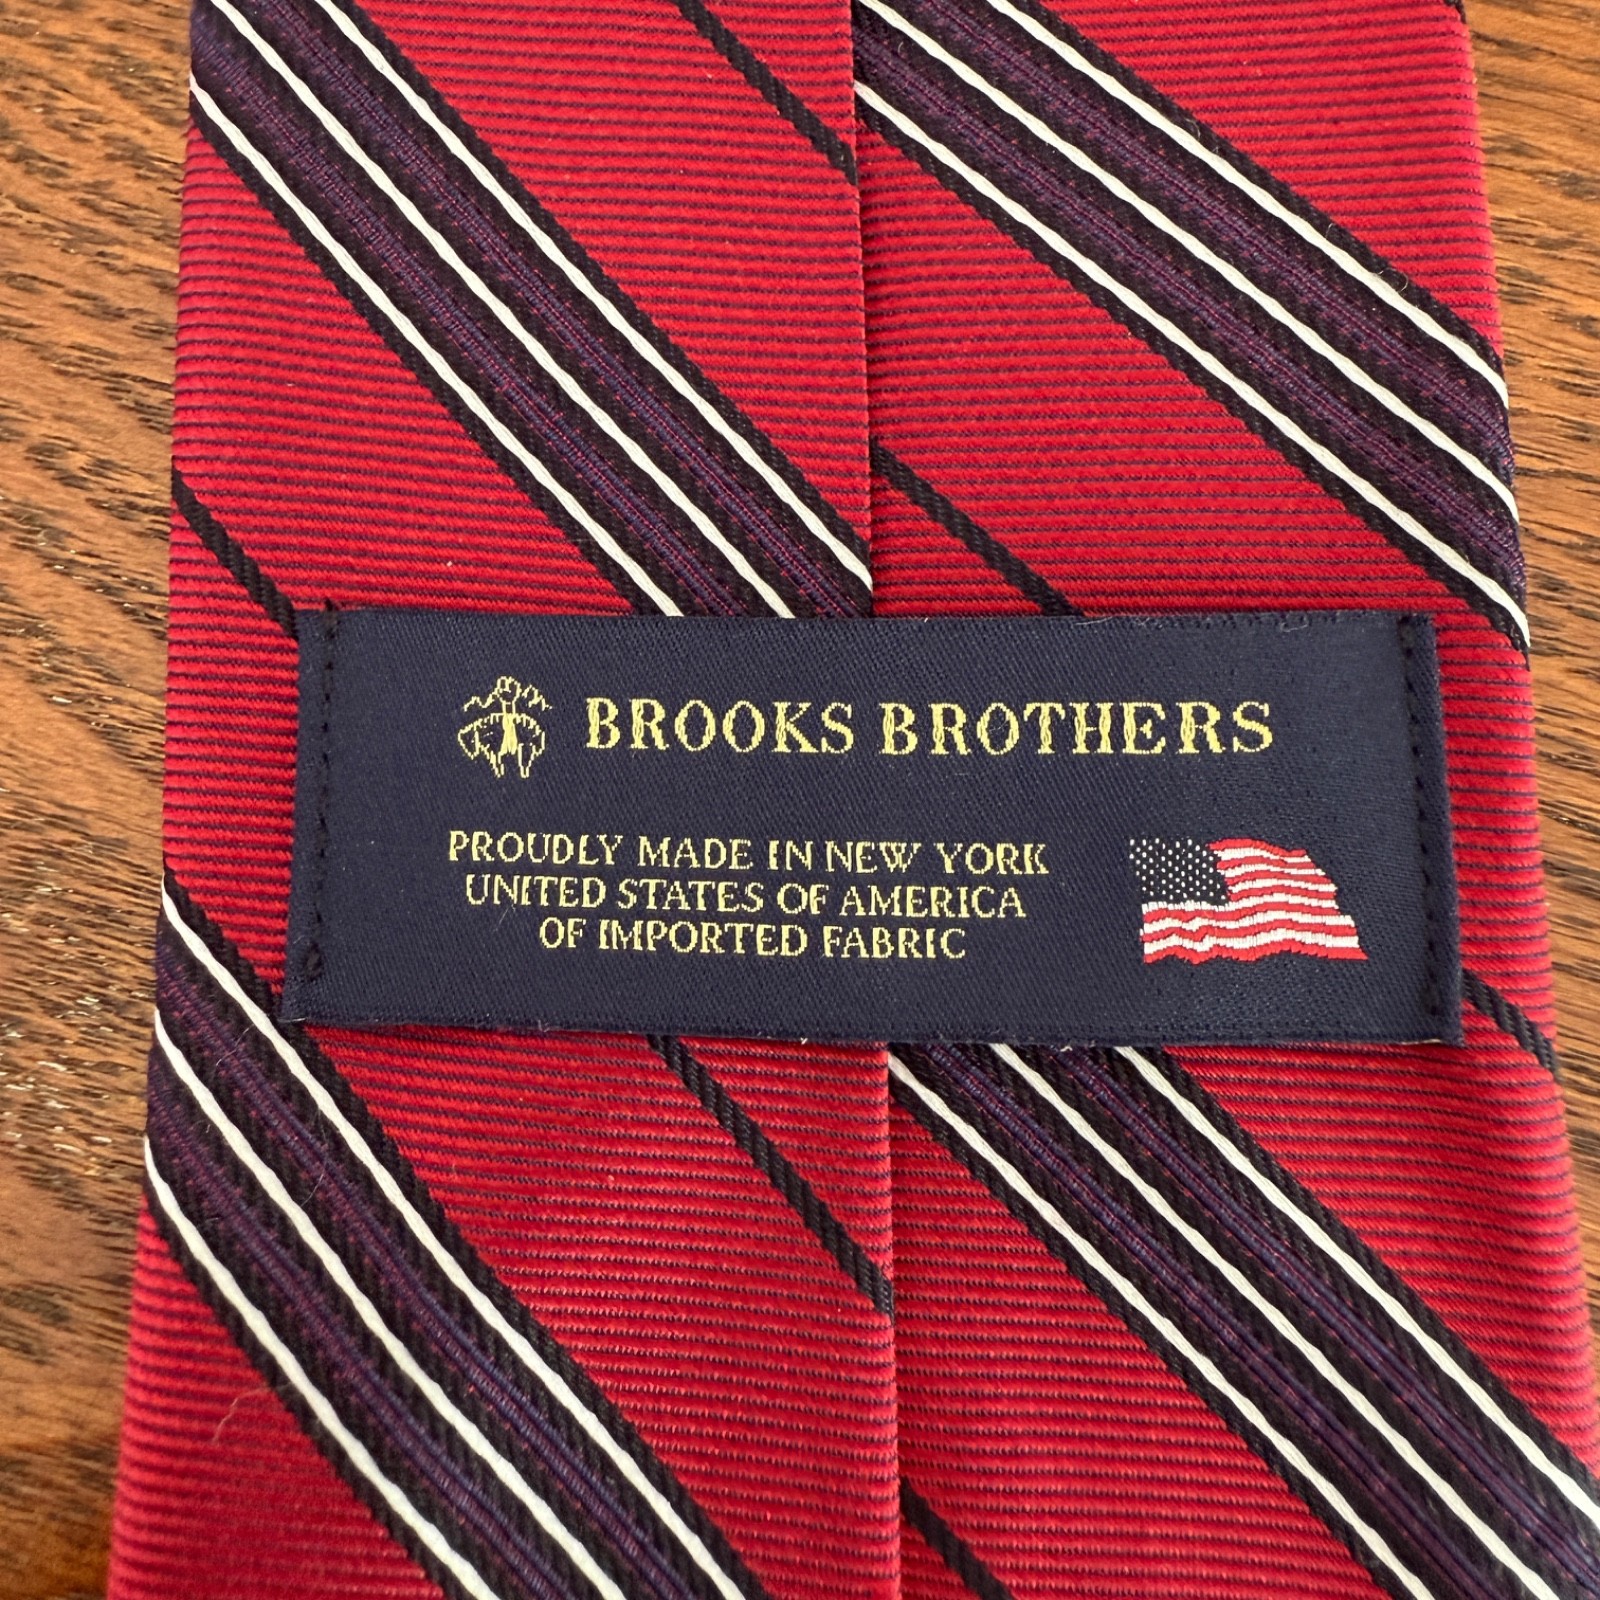 BROOKS BROTHERS
PROUDLY MADE IN NEW YORK
UNITED STATES OF AMERICA
OF IMPORTED FABRIC